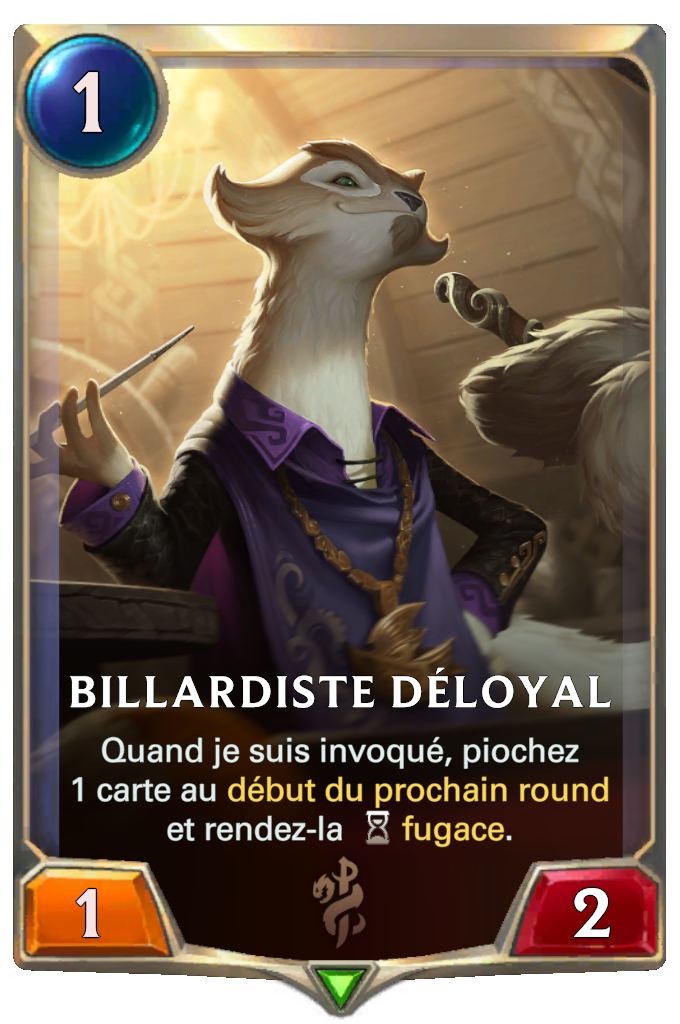 1
BILLARDISTE DÉLOYAL
Quand je suis invoqué, piochez
1 carte au début du prochain round
et rendez-la fugace.
1
2